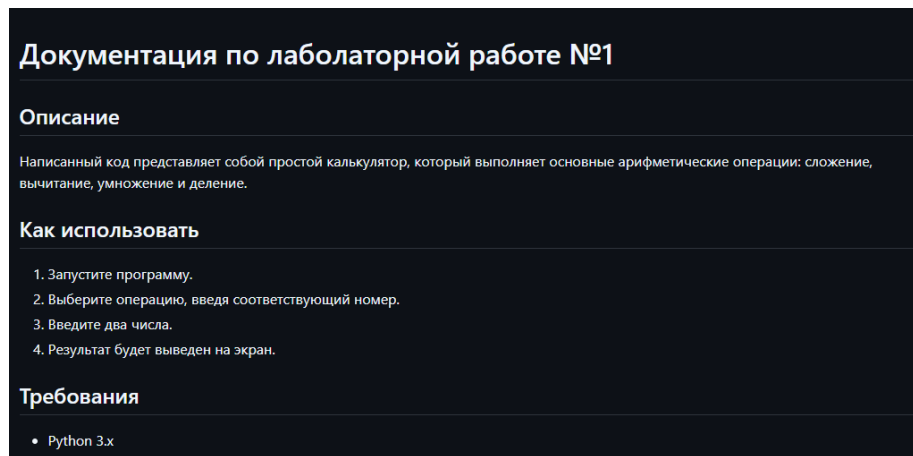 Документация по лаболаторной работе №1
Описание
Написанный код представляет собой простой калькулятор, который выполняет основные арифметические операции: сложение,
вычитание, умножение и деление.
Как использовать
1. Запустите программу.
2. Выберите операцию, введя соответствующий номер.
3. Введите два числа.
4. Результат будет выведен на экран.
Требования
• Python 3.x